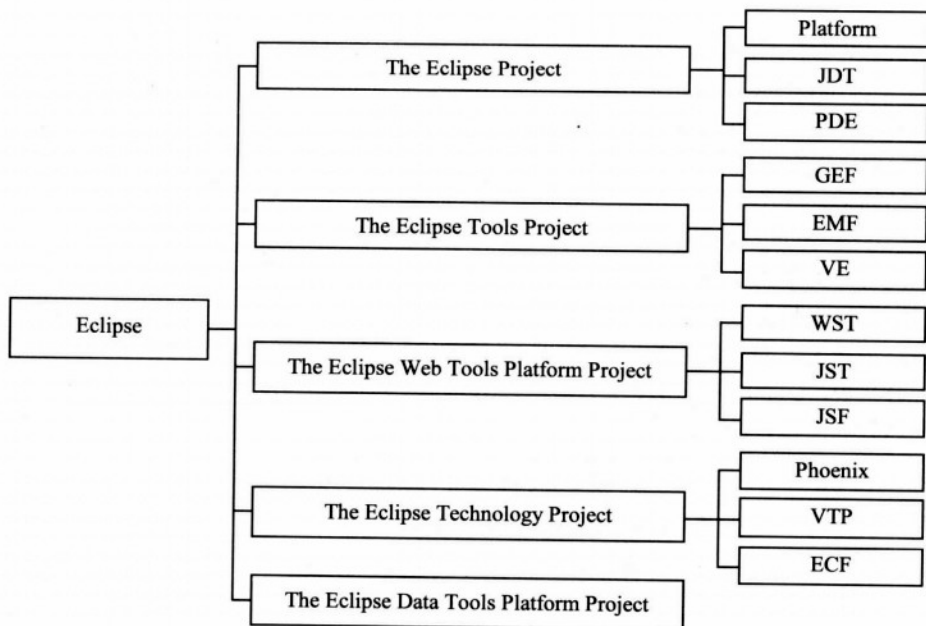 Eclipse
The Eclipse Project
Platform
JDT
PDE
The Eclipse Tools Project
GEF
EMF
VE
The Eclipse Web Tools Platform Project
WST
JST
JSF
The Eclipse Technology Project
Phoenix
VTP
ECF
The Eclipse Data Tools Platform Project